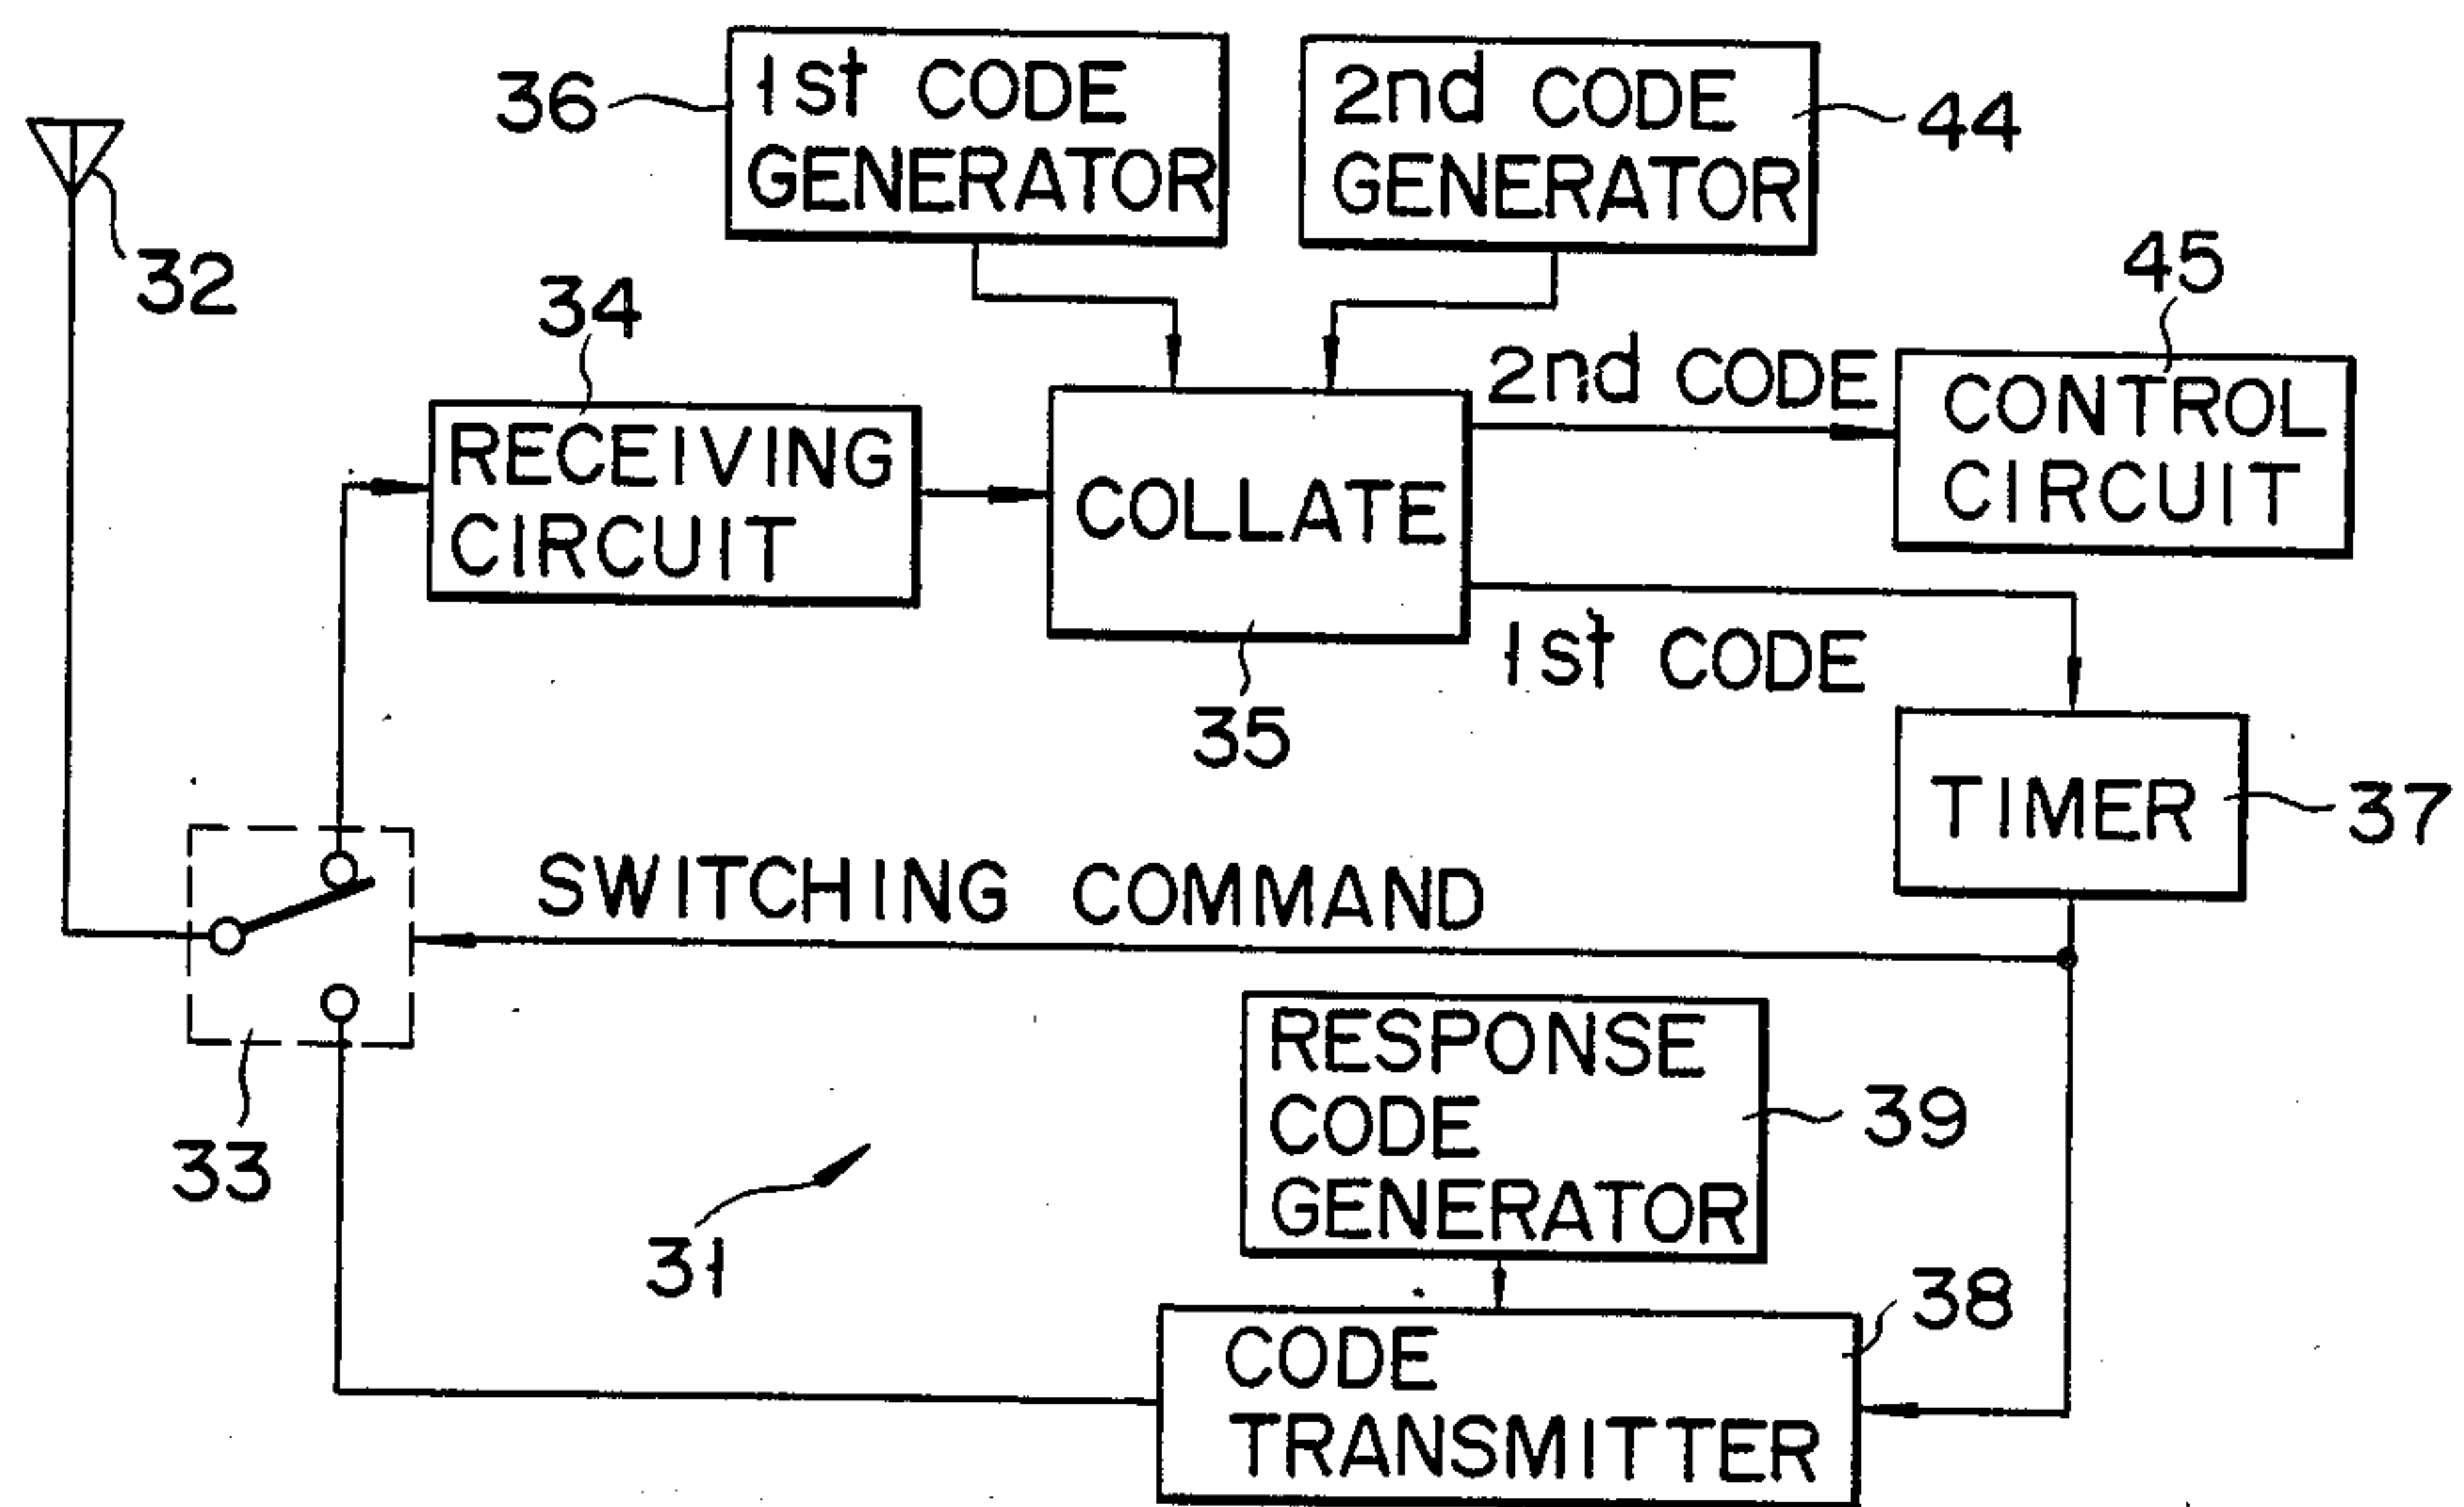 36
1st CODE
GENERATOR
2nd CODE
GENERATOR
44
32
34
45
RECEIVING
CIRCUIT
COLLATE
2nd CODE
CONTROL
CIRCUIT
1st CODE
35
TIMER
37
SWITCHING COMMAND
33
31
RESPONSE
CODE
GENERATOR
39
38
CODE
TRANSMITTER